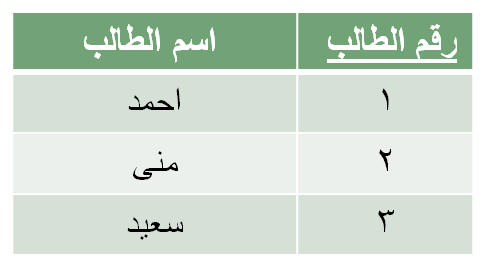 رقم الطالب اسم الطالب
١ احمد
٢ منى
٣ سعيد